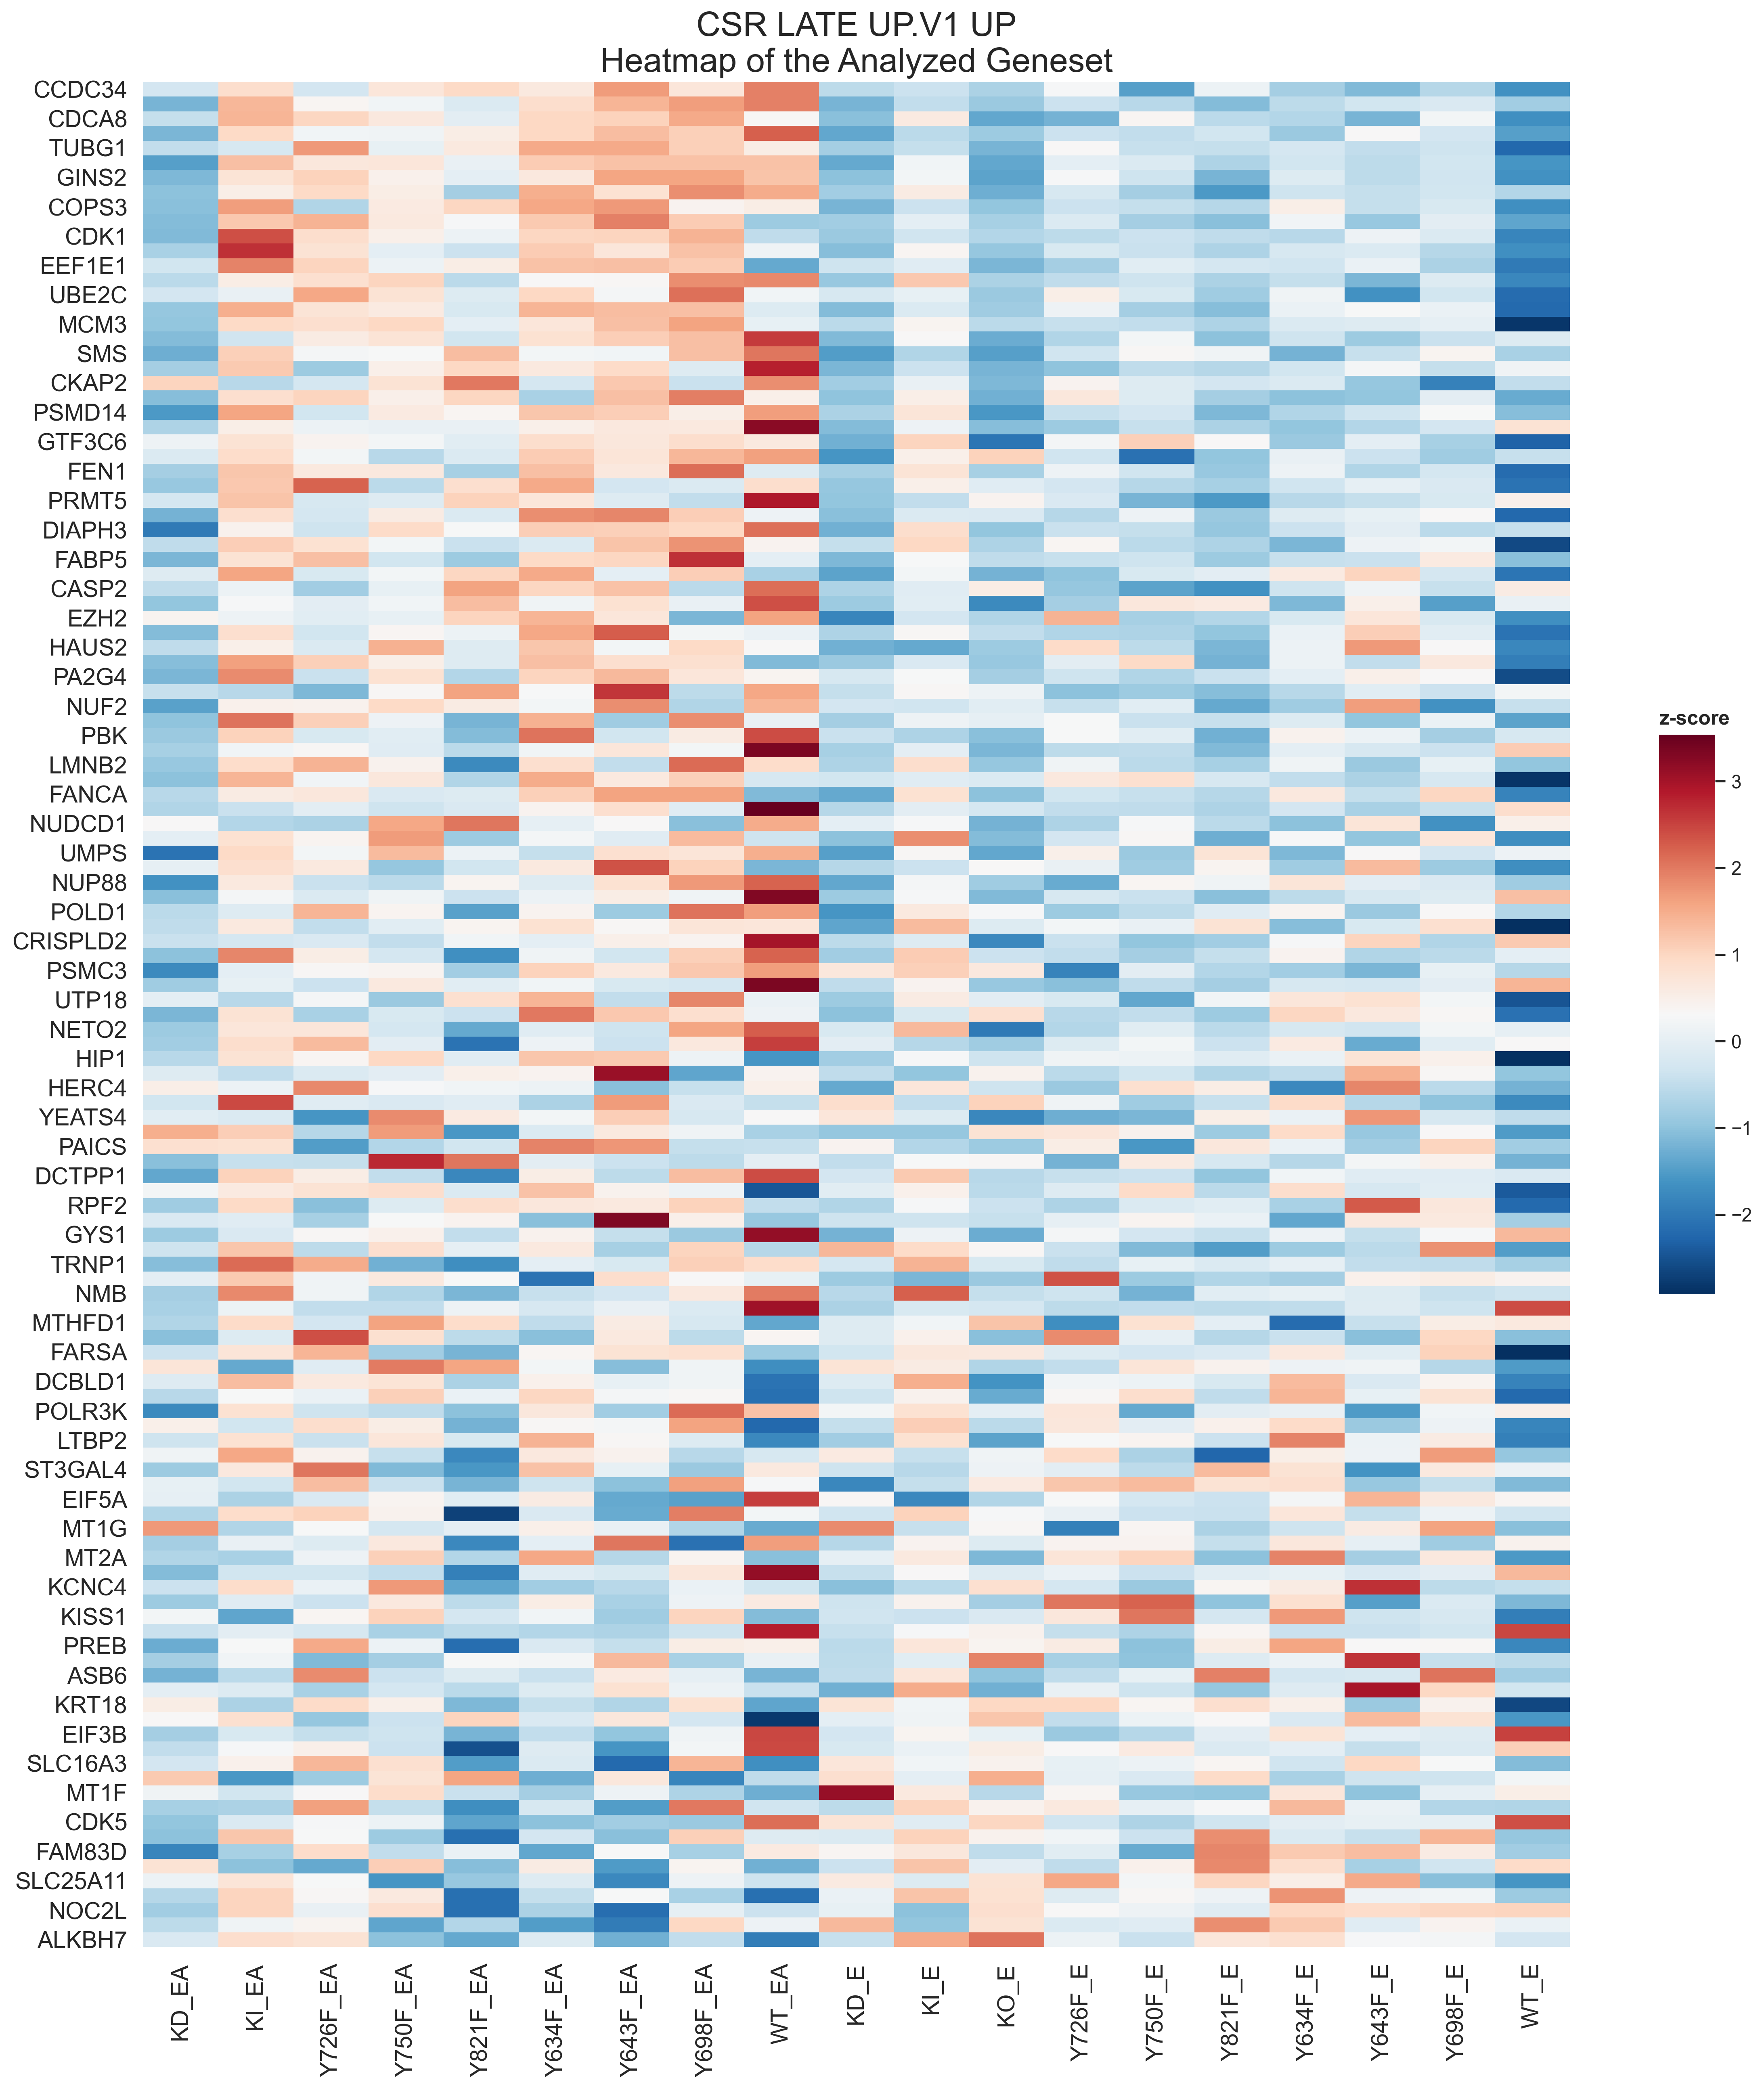 CSR LATE UP.V1 UP
Heatmap of the Analyzed Geneset
CCDC34
CDCA8
TUBG1
GINS2
COPS3
CDK1
EEF1E1
UBE2C
MCM3
SMS
CKAP2
PSMD14
GTF3C6
FEN1
PRMT5
DIAPH3
FABP5
CASP2
EZH2
HAUS2
PA2G4
NUF2
PBK
LMNB2
FANCA
NUDCD1
UMPS
NUP88
POLD1
CRISPLD2
PSMC3
UTP18
NETO2
HIP1
HERC4
YEATS4
PAICS
DCTPP1
RPF2
GYS1
TRNP1
NMB
MTHFD1
FARSA
DCBLD1
POLR3K
LTBP2
ST3GAL4
EIF5A
MT1G
MT2A
KCNC4
KISS1
PREB
ASB6
KRT18
EIF3B
SLC16A3
MT1F
CDK5
FAM83D
SLC25A11
NOC2L
ALKBH7
KD_EA
KI_EA
Y726F_EA
Y750F_EA
Y821F_EA
Y634F_EA
Y643F_EA
Y698F_EA
WT_EA
KD_E
KI_E
KO_E
Y726F_E
Y750F_E
Y821F_E
Y634F_E
Y643F_E
Y698F_E
WT_E
z-score
3
2
1
0
−1
−2